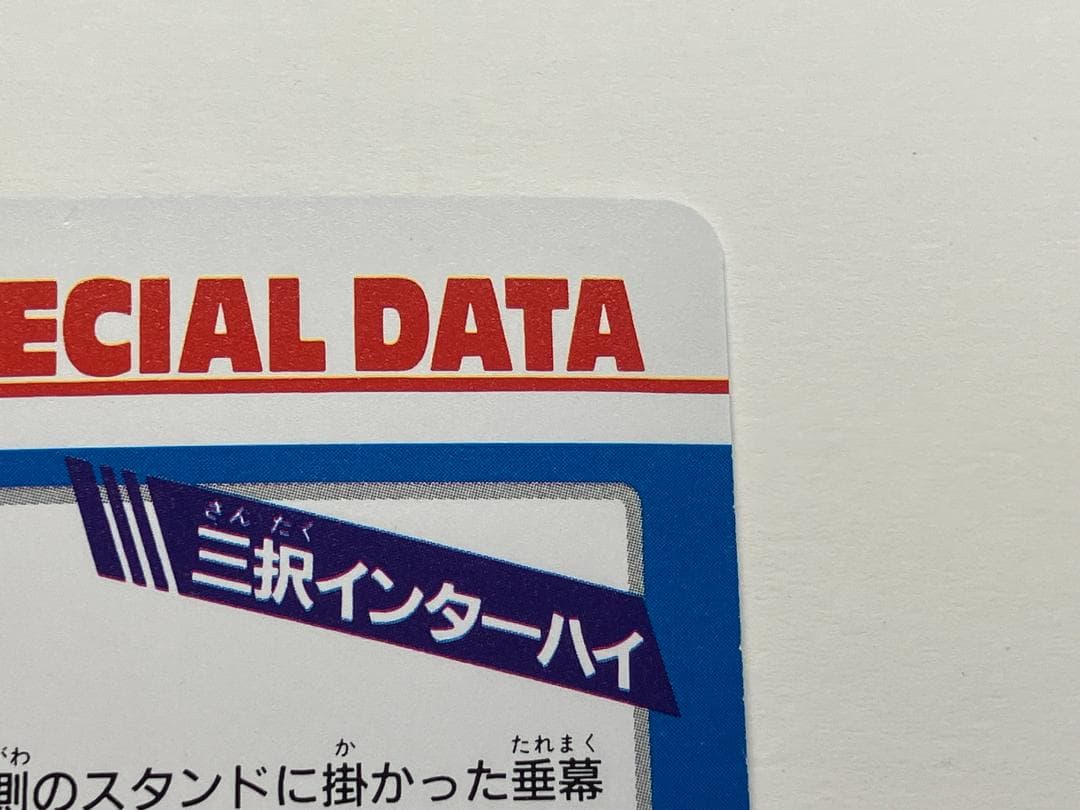 ECIAL DATA
さんたく
三択インターハイ
がわ か たれまく
側のスタンドに掛かった垂幕